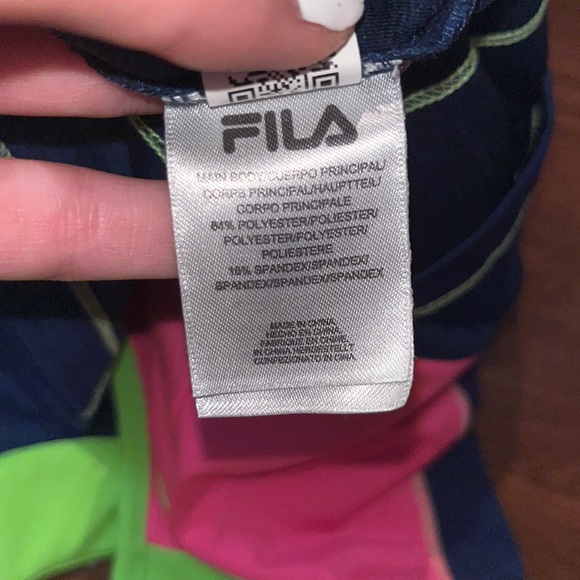 FILA
MAIN BODY/CUERPO PRINCIPAL/
CORPS PRINCIPAL/HAUPTTEIL/
CORPO PRINCIPALE
84% POLYESTER/POLIESTER/
POLYESTER/POLYESTER/
POLIESTERE
16% SPANDEX/SPANDEX/
SPANDEX/SPANDEX/SPANDEX
MADE IN CHINA.
HECHO EN CHINA.
FABRIQUE EN CHINE.
IN CHINA HERGESTELLT.
CONFEZIONATO IN CINA.